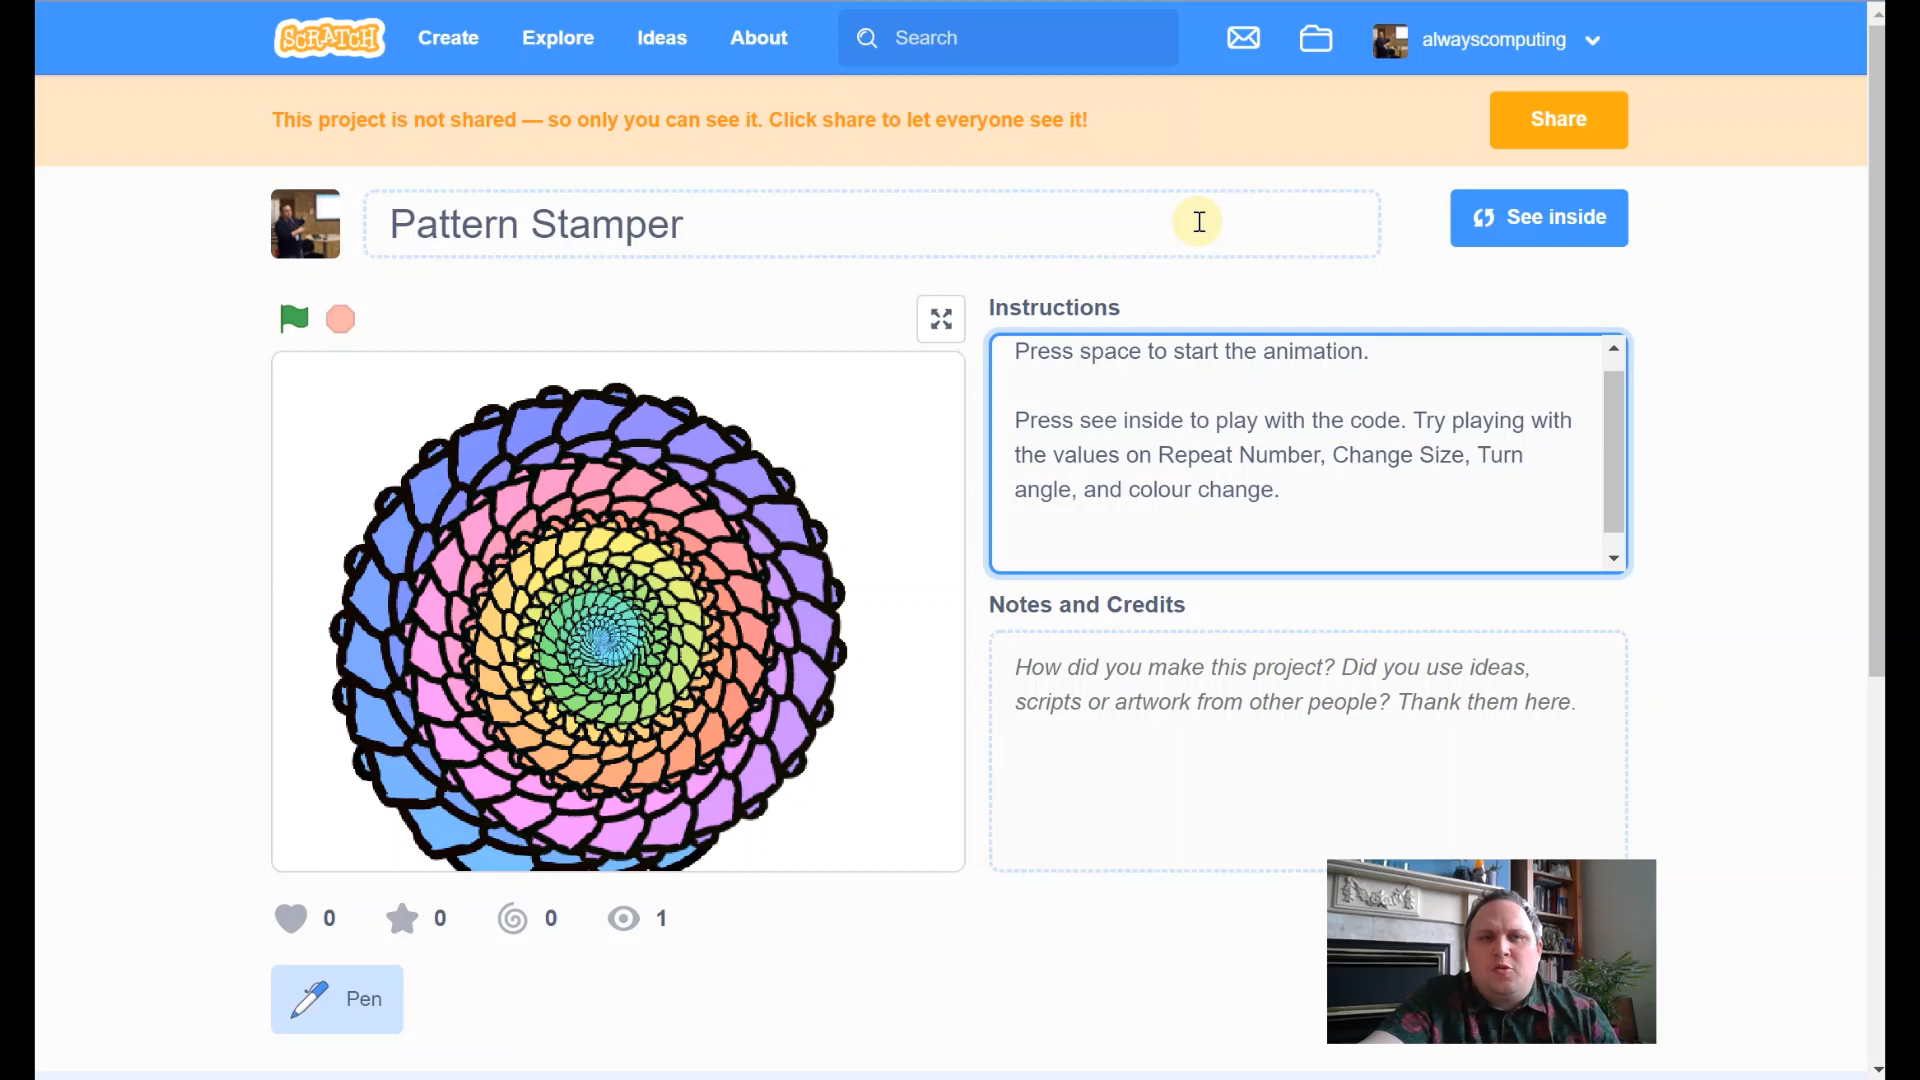 SCRATCH Create Explore Ideas About Search alwayscomputing
This project is not shared — so only you can see it. Click share to let everyone see it! Share
Pattern Stamper
See inside
Instructions
Press space to start the animation.
Press see inside to play with the code. Try playing with
the values on Repeat Number, Change Size, Turn
angle, and colour change.
Notes and Credits
How did you make this project? Did you use ideas,
scripts or artwork from other people? Thank them here.
0 0 0 1
Pen